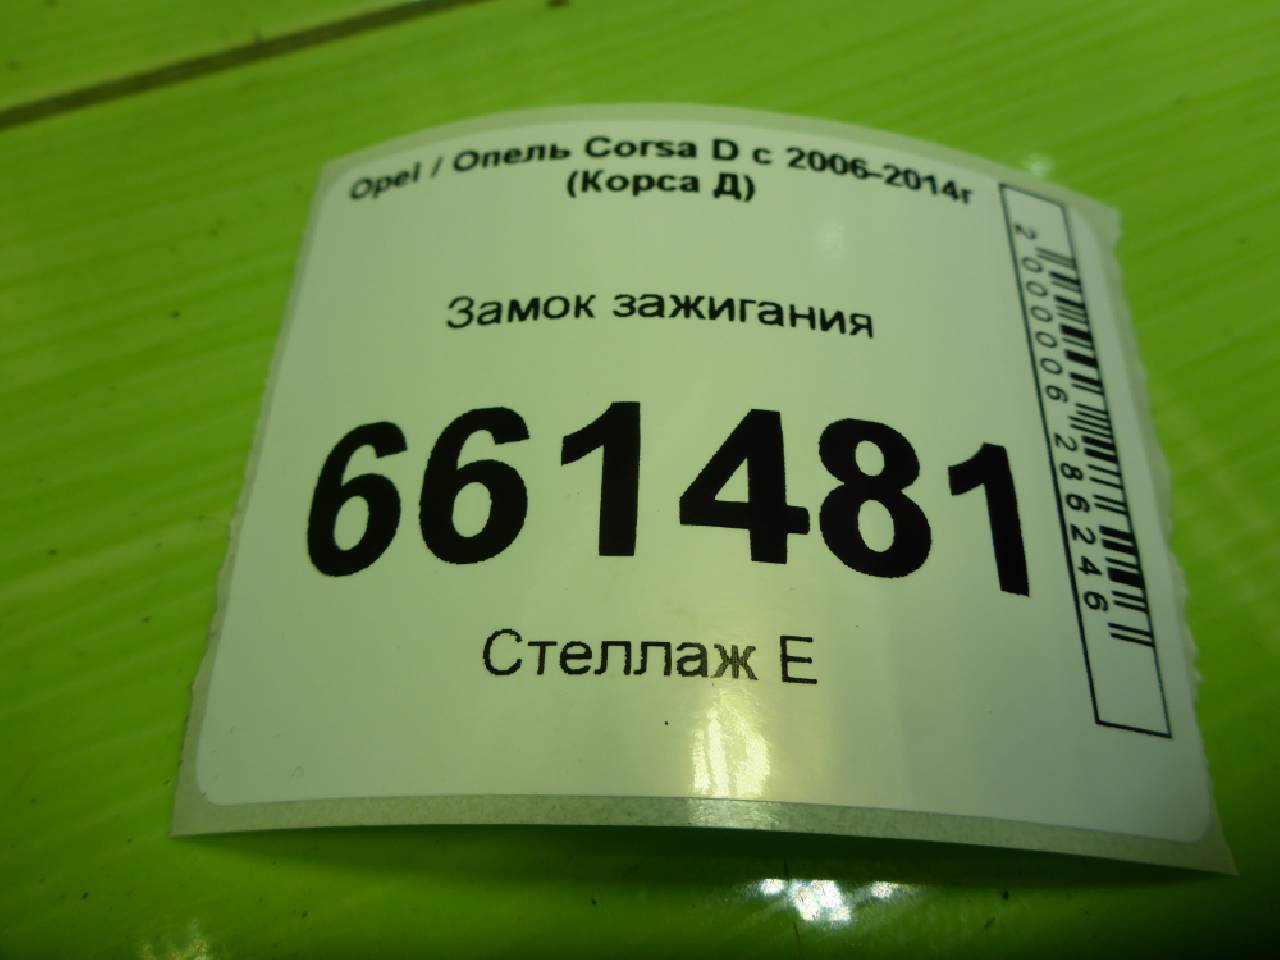 Opel / Опель Corsa D с 2006-2014г
(Корса Д)
Замок зажигания
661481
Стеллаж Е
2000006286246